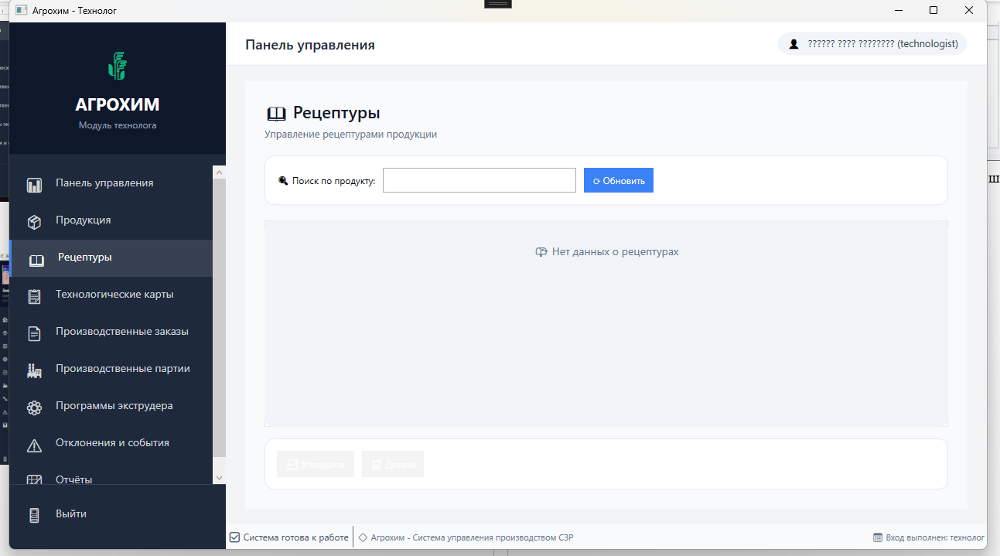 Агрохим - Технолог
АГРОХИМ
Модуль технолога
Панель управления
Продукция
Рецептуры
Технологические карты
Производственные заказы
Производственные партии
Программы экструдера
Отклонения и события
Отчёты
Выйти
Панель управления
?????? ???? ???????? (technologist)
Рецептуры
Управление рецептурами продукции
Поиск по продукту:
Обновить
Нет данных о рецептурах
Утвердить
Детали
Система готова к работе
Агрохим - Система управления производством СЗР
Вход выполнен: технолог